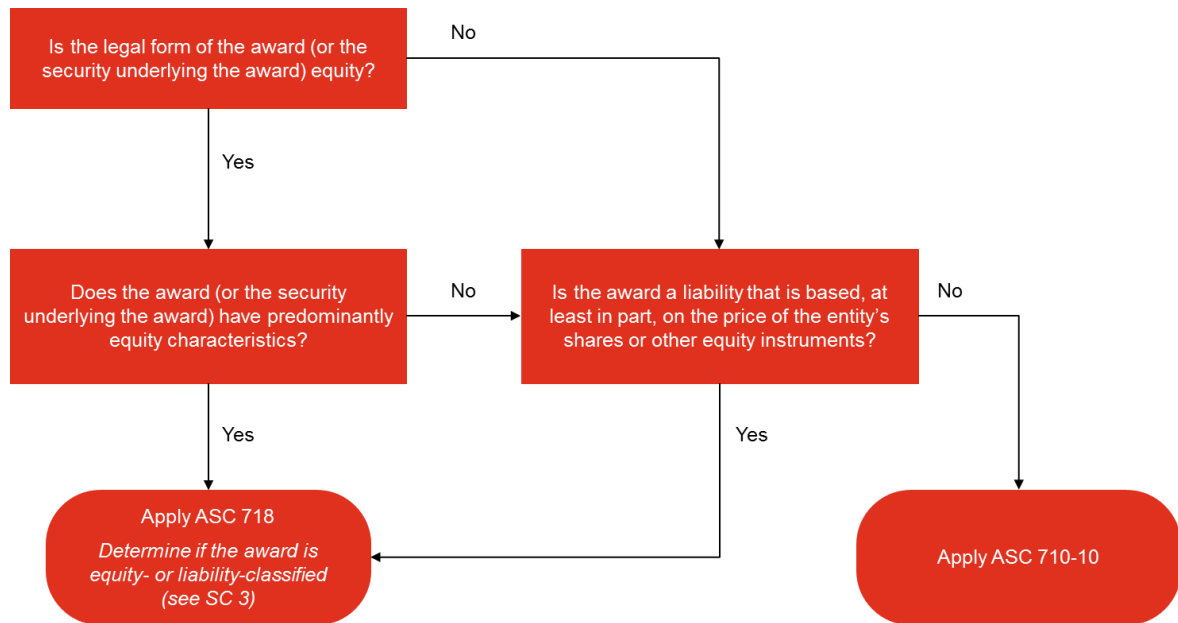 Is the legal form of the award (or the
security underlying the award) equity?
No
Yes
Does the award (or the security
underlying the award) have predominantly
equity characteristics?
No
Is the award a liability that is based, at
least in part, on the price of the entity’s
shares or other equity instruments?
No
Yes
Yes
Apply ASC 718
Determine if the award is
equity- or liability-classified
(see SC 3)
Apply ASC 710-10